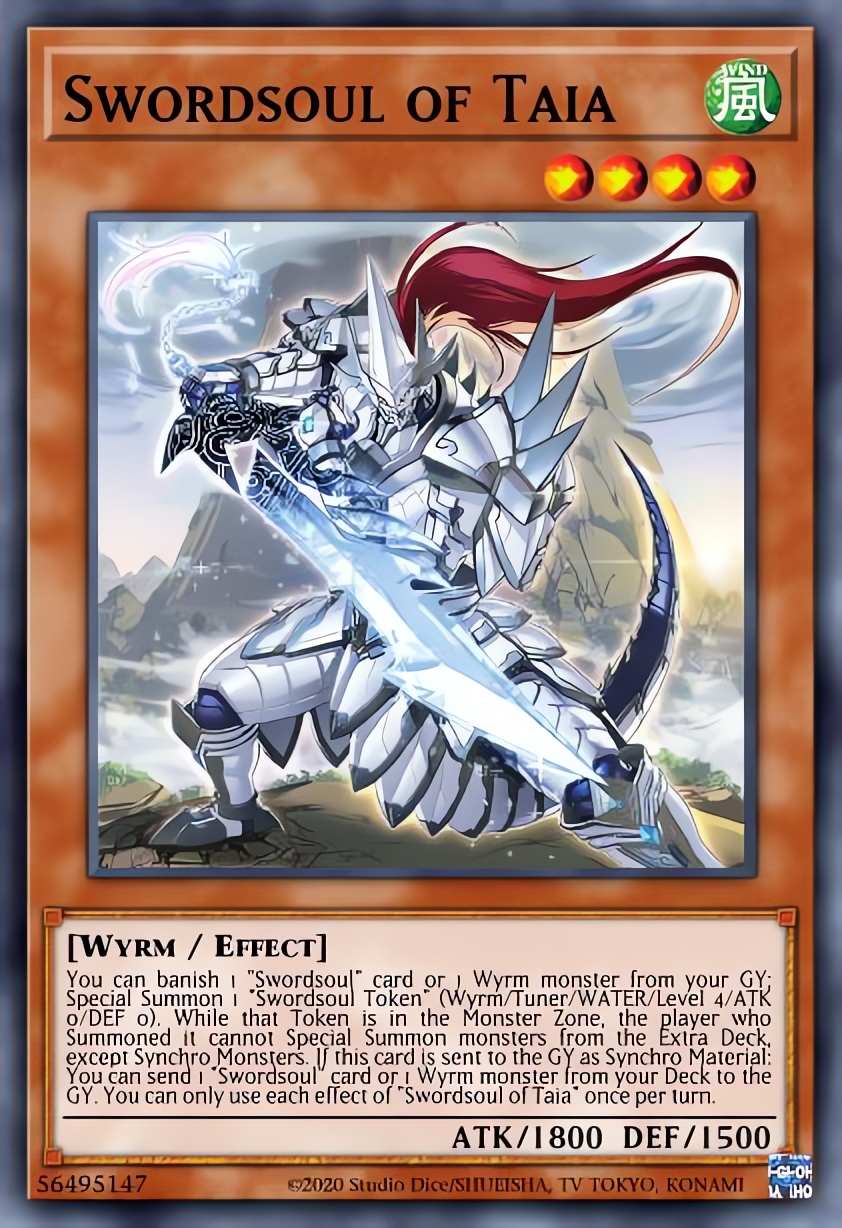 Swordsoul of Taia
WIND
風
[Wyrm / Effect]
You can banish 1 "Swordsoul" card or 1 Wyrm monster from your GY;
Special Summon 1 "Swordsoul Token" (Wyrm/Tuner/WATER/Level 4/ATK
0/DEF 0). While that Token is in the Monster Zone, the player who
Summoned it cannot Special Summon monsters from the Extra Deck,
except Synchro Monsters. If this card is sent to the GY as Synchro Material:
You can send 1 "Swordsoul" card or 1 Wyrm monster from your Deck to the
GY. You can only use each effect of "Swordsoul of Taia" once per turn.
ATK/1800 DEF/1500
56495147
©2020 Studio Dice/SHUEISHA, TV TOKYO, KONAMI